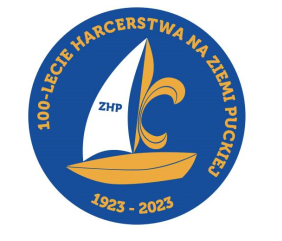 100-LECIE HARCERSTWA NA ZIEMI PUCKIEJ
ZHP
1923 - 2023